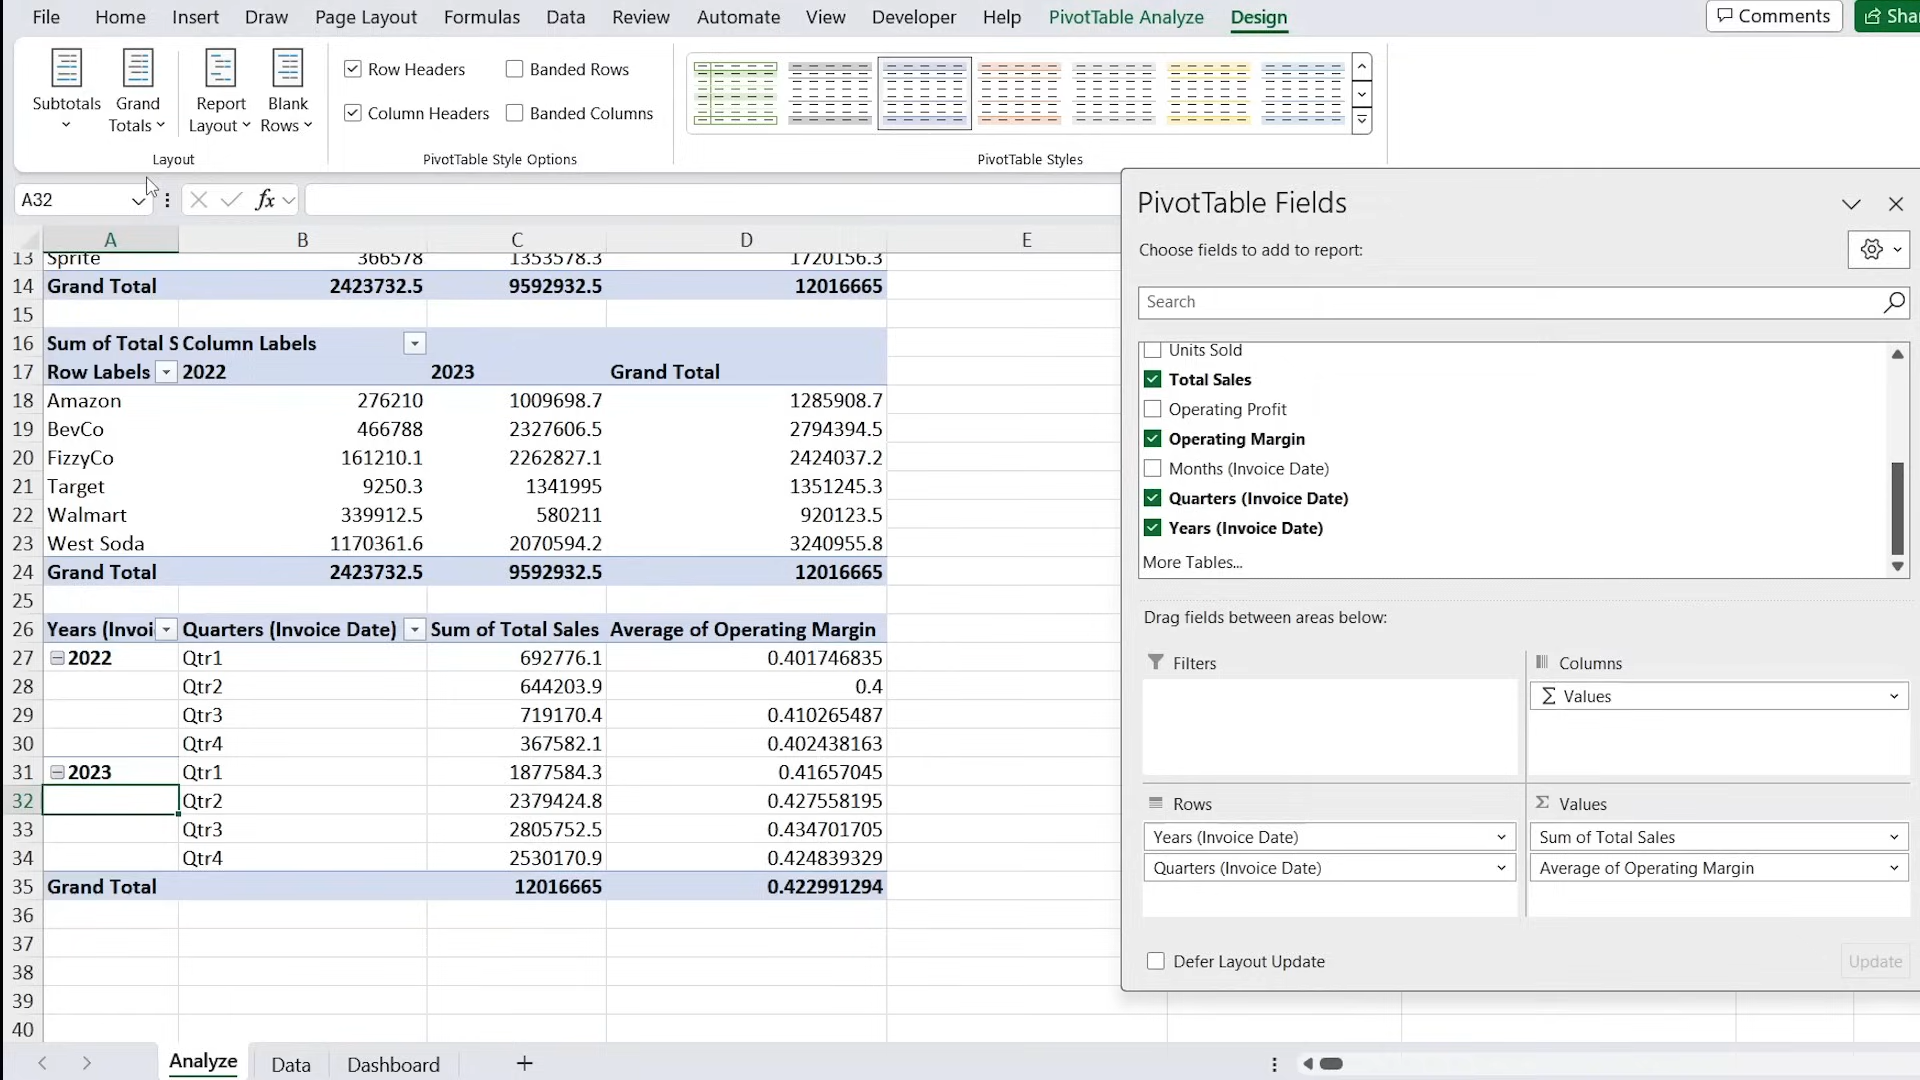 File Home Insert Draw Page Layout Formulas Data Review Automate View Developer Help PivotTable Analyze Design Comments
Subtotals Grand Totals Report Layout Blank Rows
Row Headers Banded Rows
Column Headers Banded Columns
Layout PivotTable Style Options PivotTable Styles
A32 fx
A B C D E
13 Sprite 366578 1353578.3 1720156.3
14 Grand Total 2423732.5 9592932.5 12016665
15
16 Sum of Total S Column Labels
17 Row Labels 2022 2023 Grand Total
18 Amazon 276210 1009698.7 1285908.7
19 BevCo 466788 2327606.5 2794394.5
20 FizzyCo 161210.1 2262827.1 2424037.2
21 Target 9250.3 1341995 1351245.3
22 Walmart 339912.5 580211 920123.5
23 West Soda 1170361.6 2070594.2 3240955.8
24 Grand Total 2423732.5 9592932.5 12016665
25
26 Years (Invoi Quarters (Invoice Date) Sum of Total Sales Average of Operating Margin
27 2022 Qtr1 692776.1 0.401746835
28 Qtr2 644203.9 0.4
29 Qtr3 719170.4 0.410265487
30 Qtr4 367582.1 0.402438163
31 2023 Qtr1 1877584.3 0.41657045
32 Qtr2 2379424.8 0.427558195
33 Qtr3 2805752.5 0.434701705
34 Qtr4 2530170.9 0.424839329
35 Grand Total 12016665 0.422991294
36
37
38
39
40
Analyze Data Dashboard +
PivotTable Fields
Choose fields to add to report:
Search
Units Sold
Total Sales
Operating Profit
Operating Margin
Months (Invoice Date)
Quarters (Invoice Date)
Years (Invoice Date)
More Tables...
Drag fields between areas below:
Filters Columns
Σ Values
Rows Σ Values
Years (Invoice Date) Sum of Total Sales
Quarters (Invoice Date) Average of Operating Margin
Defer Layout Update Update